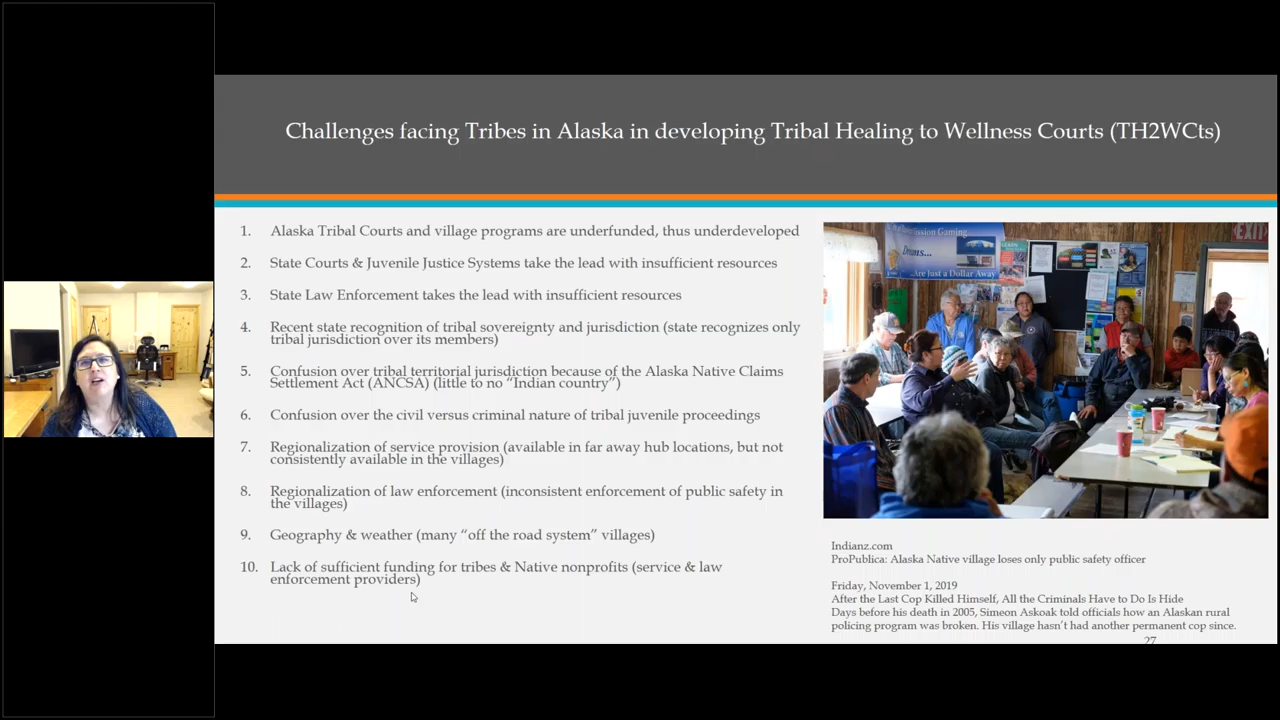 Challenges facing Tribes in Alaska in developing Tribal Healing to Wellness Courts (TH2WCts)
1. Alaska Tribal Courts and village programs are underfunded, thus underdeveloped
2. State Courts & Juvenile Justice Systems take the lead with insufficient resources
3. State Law Enforcement takes the lead with insufficient resources
4. Recent state recognition of tribal sovereignty and jurisdiction (state recognizes only
tribal jurisdiction over its members)
5. Confusion over tribal territorial jurisdiction because of the Alaska Native Claims
Settlement Act (ANCSA) (little to no “Indian country”)
6. Confusion over the civil versus criminal nature of tribal juvenile proceedings
7. Regionalization of service provision (available in far away hub locations, but not
consistently available in the villages)
8. Regionalization of law enforcement (inconsistent enforcement of public safety in
the villages)
9. Geography & weather (many “off the road system” villages)
10. Lack of sufficient funding for tribes & Native nonprofits (service & law
enforcement providers)
Gaming
Dreams...
..Are Just a Dollar Away
EXIT
Indianz.com
ProPublica: Alaska Native village loses only public safety officer
Friday, November 1, 2019
After the Last Cop Killed Himself, All the Criminals Have to Do Is Hide
Days before his death in 2005, Simeon Askoak told officials how an Alaskan rural
policing program was broken. His village hasn’t had another permanent cop since.
27